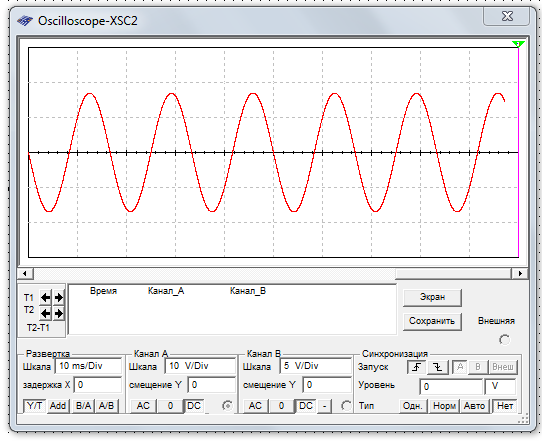 Oscilloscope-XSC2
Время Канал_A Канал_B
T1
T2
T2-T1
Экран
Сохранить
Внешняя
Развертка
Шкала 10 ms/Div
задержка X 0
Y/T Add B/A A/B
Канал A
Шкала 10 V/Div
смещение Y 0
AC 0 DC
Канал B
Шкала 5 V/Div
смещение Y 0
AC 0 DC -
Синхронизация
Запуск A B Внеш
Уровень 0 V
Тип Одн. Норм Авто Нет